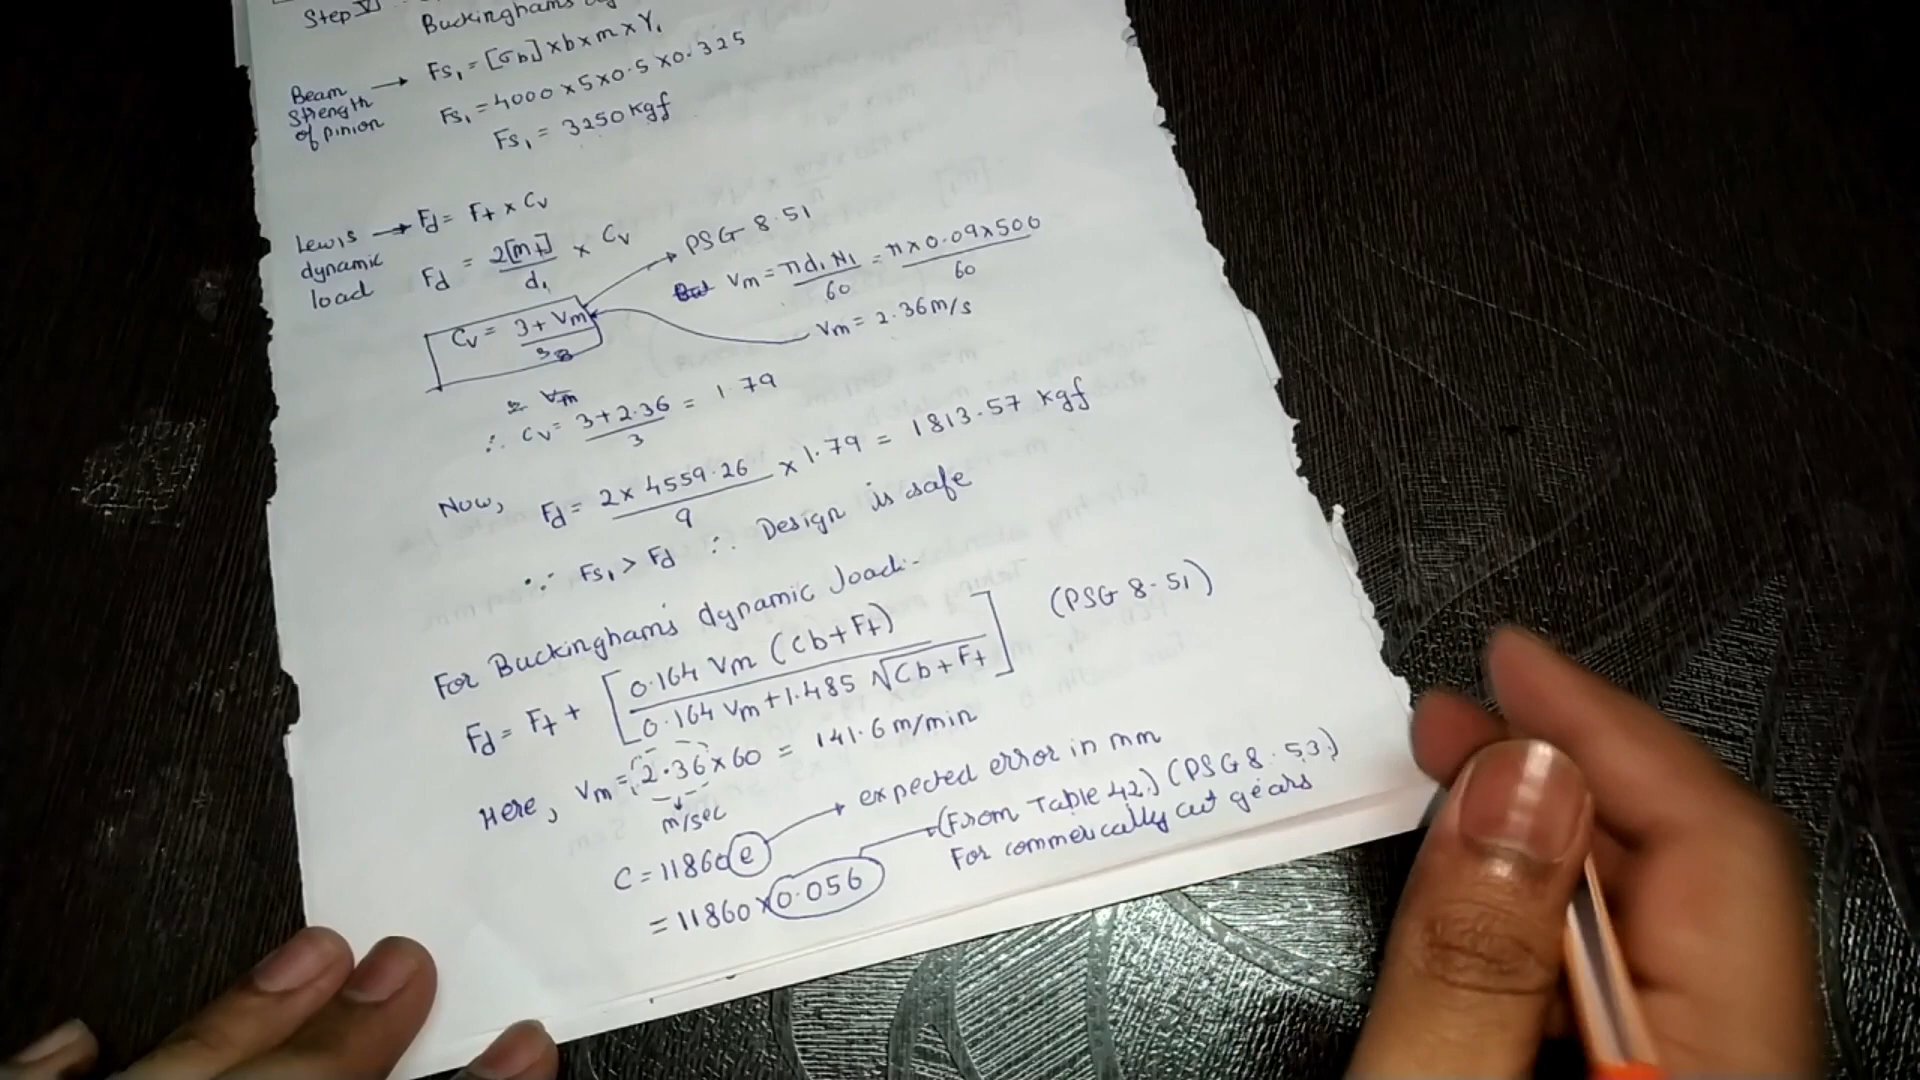 Step V
Buckinghams
Beam strength of pinion → Fs₁ = [σb₁] x b x m x Y₁
Fs₁ = 4000 x 5 x 0.5 x 0.325
Fs₁ = 3250 kgf
Lewis dynamic load → Fd = Ft x Cv
Fd = 2[mt]/d₁ x Cv
→ PSG 8.51
Cv = 3 + Vm / 3
Vm = πd₁N₁/60 = π x 0.09 x 500/60
Vm = 2.36 m/s
∴ Cv = 3+2.36/3 = 1.79
Now, Fd = 2 x 4559.26/9 x 1.79 = 1813.57 kgf
∵ Fs₁ > Fd ∴ Design is safe
For Buckingham's dynamic load:-
Fd = Ft + [0.164 Vm (Cb + Ft) / 0.164 Vm + 1.485 √Cb + Ft] (PSG 8.51)
Here, Vm = 2.36 x 60 = 141.6 m/min
m/sec
C = 11860 e → expected error in mm
= 11860 x 0.056 → (From Table 42.) (PSG 8.53.)
For commerically cut gears